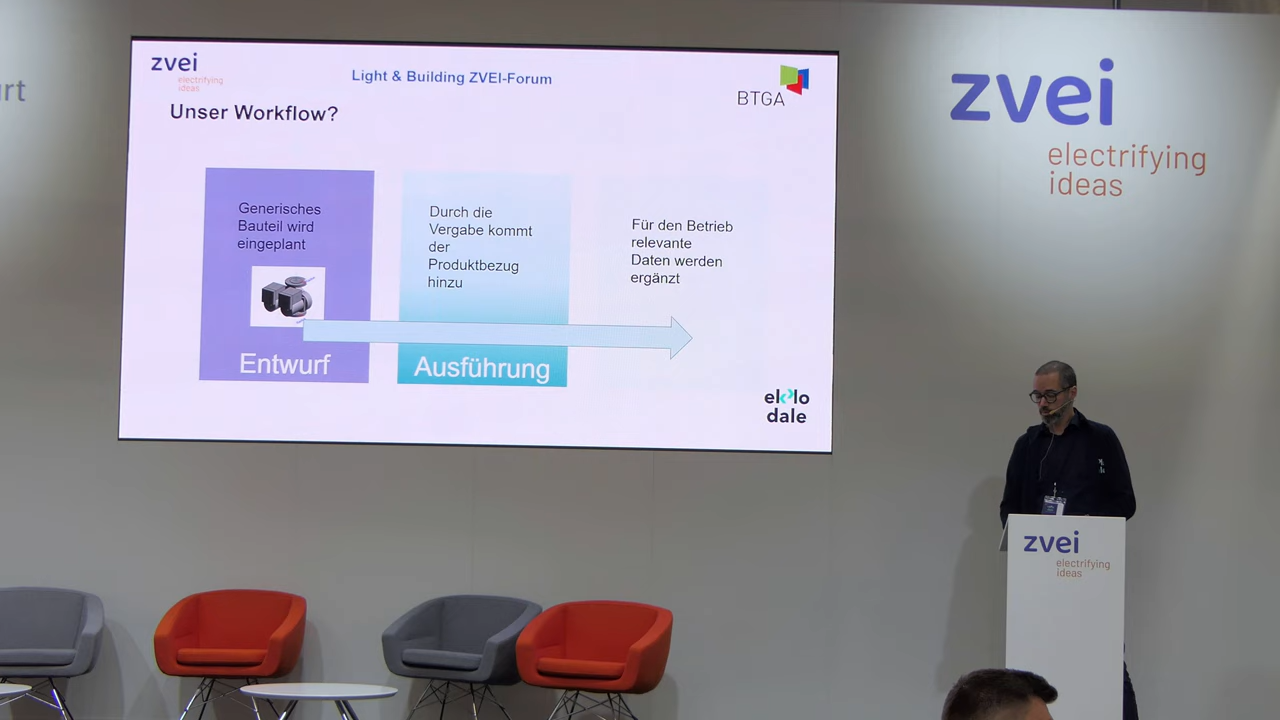 rt
zvei
electrifying
ideas
Light & Building ZVEI-Forum
BTGA
Unser Workflow?
Generisches
Bauteil wird
eingeplant
Entwurf
Durch die
Vergabe kommt
der
Produktbezug
hinzu
Ausführung
Für den Betrieb
relevante
Daten werden
ergänzt
ekolo
dale
zvei
electrifying
ideas
zvei
electrifying
ideas